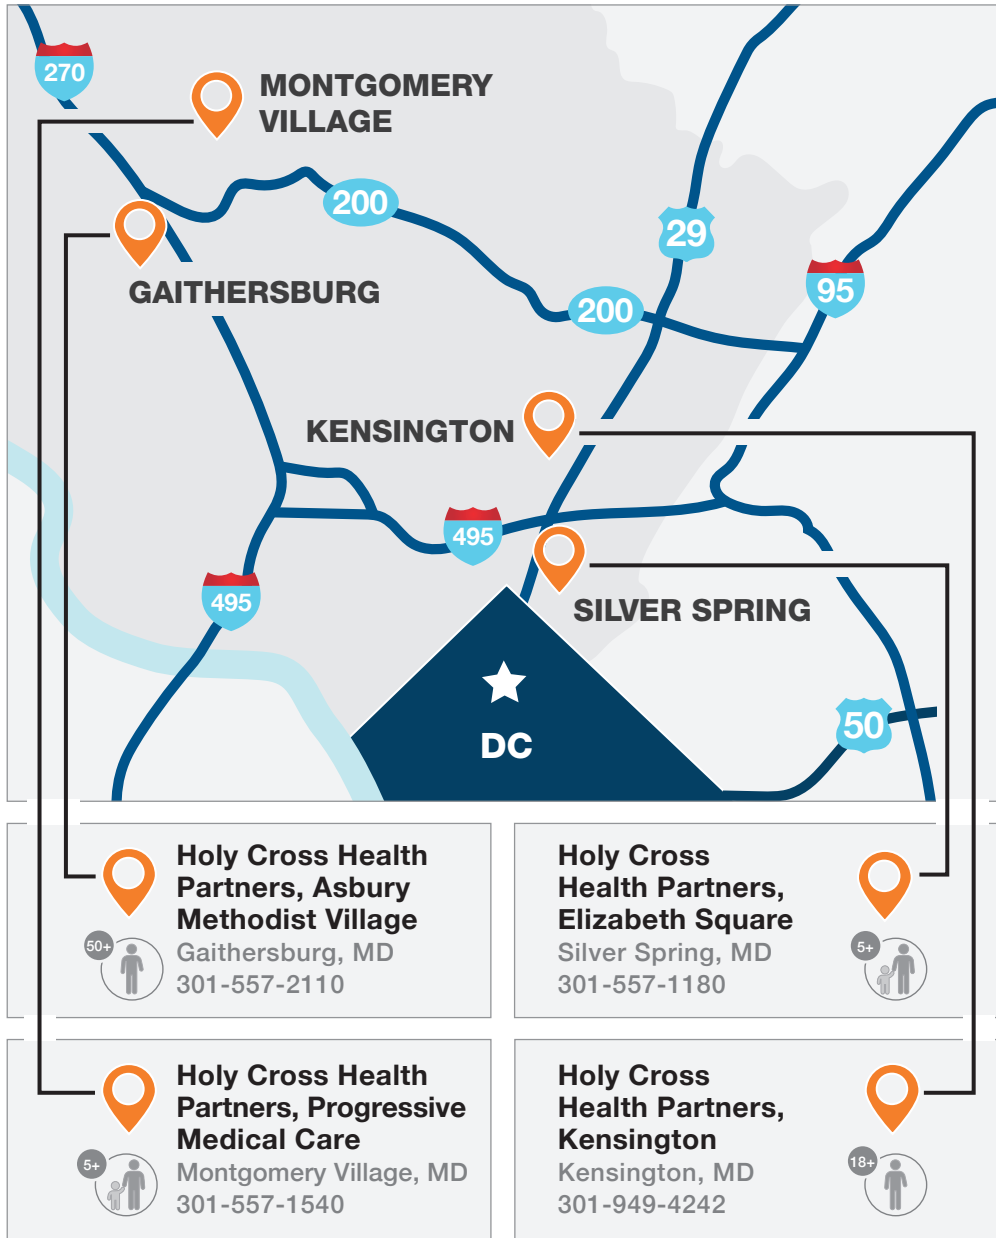 270
MONTGOMERY
VILLAGE
200
29
GAITHERSBURG
95
200
KENSINGTON
495
495
SILVER SPRING
50
DC
Holy Cross Health
Partners, Asbury
Methodist Village
50+
Gaithersburg, MD
301-557-2110
Holy Cross
Health Partners,
Elizabeth Square
5+
Silver Spring, MD
301-557-1180
Holy Cross Health
Partners, Progressive
Medical Care
5+
Montgomery Village, MD
301-557-1540
Holy Cross
Health Partners,
Kensington
18+
Kensington, MD
301-949-4242